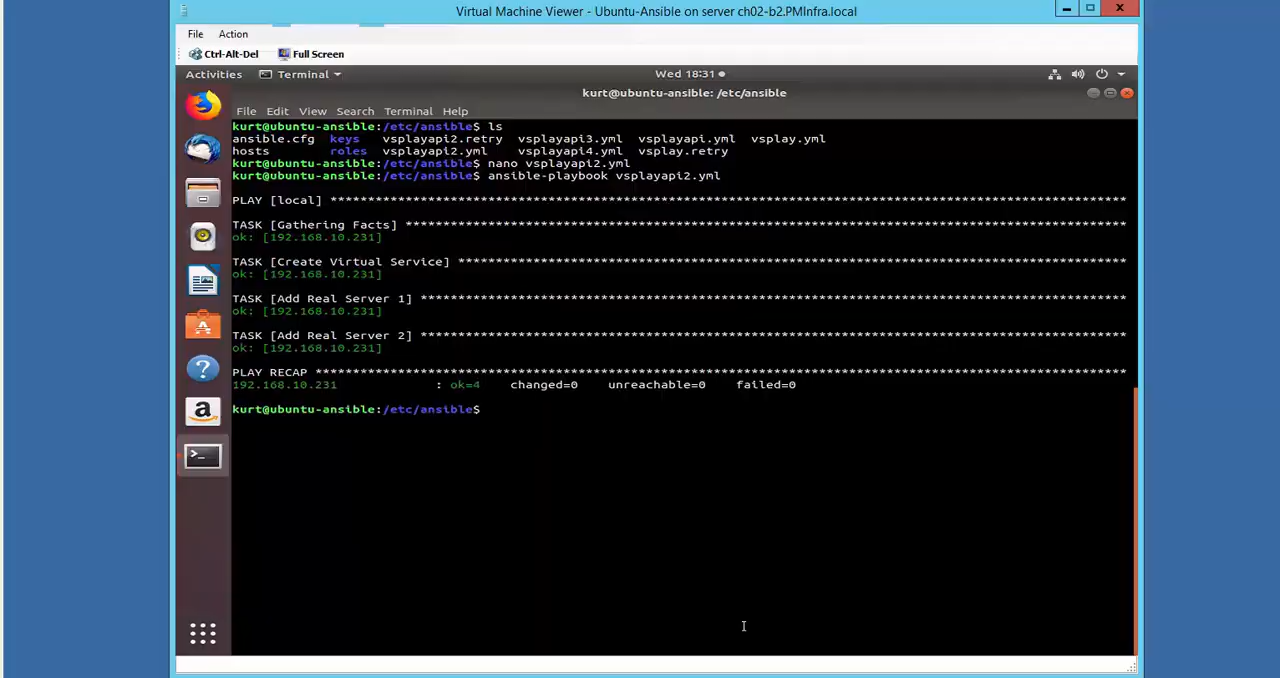 Virtual Machine Viewer - Ubuntu-Ansible on server ch02-b2.PMInfra.local
File Action
Ctrl-Alt-Del Full Screen
Activities Terminal Wed 18:31
kurt@ubuntu-ansible: /etc/ansible
File Edit View Search Terminal Help
kurt@ubuntu-ansible:/etc/ansible$ ls
ansible.cfg keys vsplayapi2.retry vsplayapi3.yml vsplayapi.yml vsplay.yml
hosts roles vsplayapi2.yml vsplayapi4.yml vsplay.retry
kurt@ubuntu-ansible:/etc/ansible$ nano vsplayapi2.yml
kurt@ubuntu-ansible:/etc/ansible$ ansible-playbook vsplayapi2.yml
PLAY [local] **********************************************************************************************************
TASK [Gathering Facts] ************************************************************************************************
ok: [192.168.10.231]
TASK [Create Virtual Service] *****************************************************************************************
ok: [192.168.10.231]
TASK [Add Real Server 1] **********************************************************************************************
ok: [192.168.10.231]
TASK [Add Real Server 2] **********************************************************************************************
ok: [192.168.10.231]
PLAY RECAP ************************************************************************************************************
192.168.10.231 : ok=4 changed=0 unreachable=0 failed=0
kurt@ubuntu-ansible:/etc/ansible$